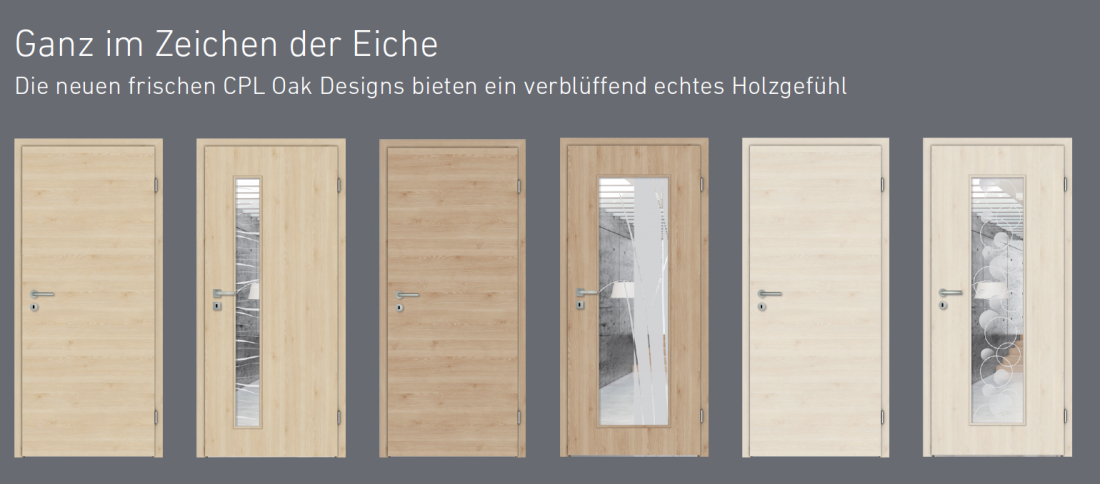 Ganz im Zeichen der Eiche
Die neuen frischen CPL Oak Designs bieten ein verblüffend echtes Holzgefühl